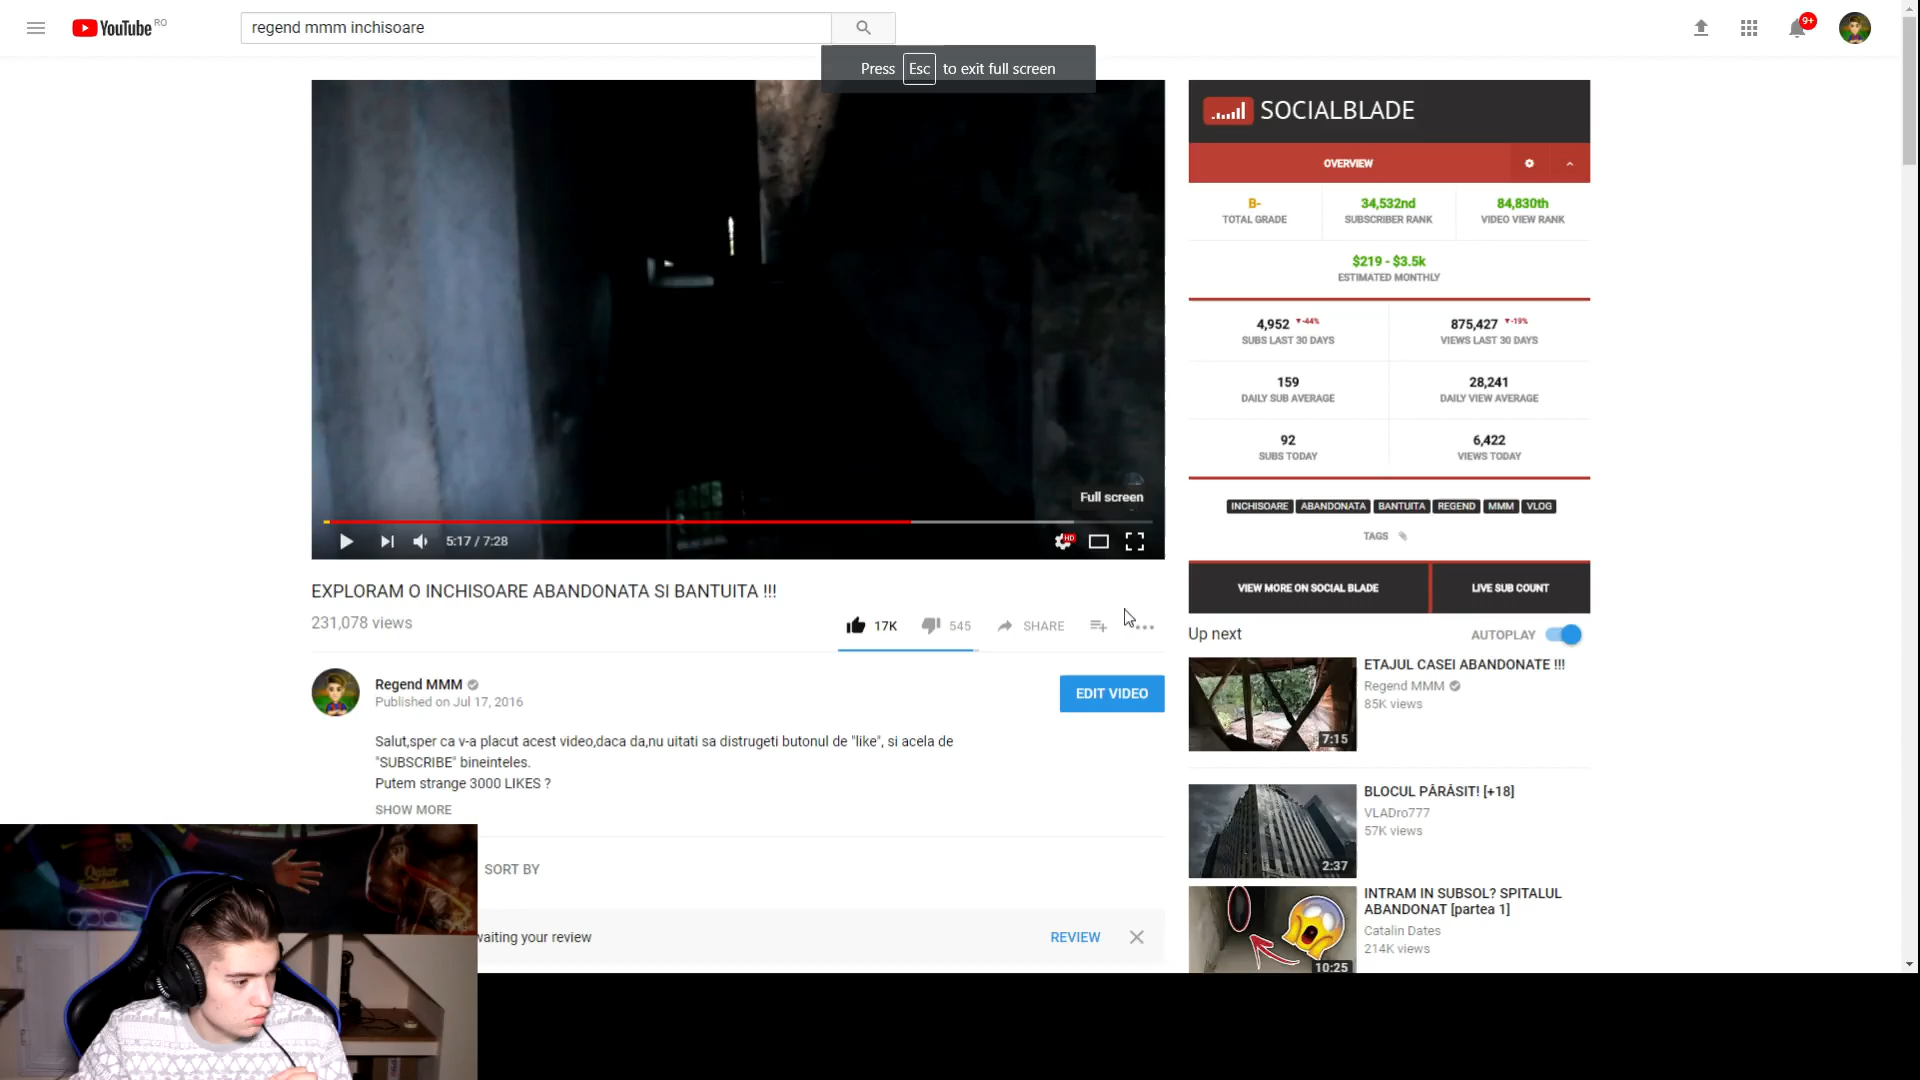 YouTube RO
regend mmm inchisoare
9+
Press Esc to exit full screen
SOCIALBLADE
OVERVIEW
B-
TOTAL GRADE
34,532nd
SUBSCRIBER RANK
84,830th
VIDEO VIEW RANK
$219 - $3.5k
ESTIMATED MONTHLY
4,952 ▼-44%
SUBS LAST 30 DAYS
875,427 ▼-19%
VIEWS LAST 30 DAYS
159
DAILY SUB AVERAGE
28,241
DAILY VIEW AVERAGE
92
SUBS TODAY
6,422
VIEWS TODAY
INCHISOARE ABANDONATA BANTUITA REGEND MMM VLOG
TAGS
VIEW MORE ON SOCIAL BLADE
LIVE SUB COUNT
Full screen
5:17 / 7:28
HD
EXPLORAM O INCHISOARE ABANDONATA SI BANTUITA !!!
231,078 views
17K
545
SHARE
Regend MMM
Published on Jul 17, 2016
EDIT VIDEO
Salut,sper ca v-a placut acest video,daca da,nu uitati sa distrugeti butonul de "like", si acela de
"SUBSCRIBE" bineinteles.
Putem strange 3000 LIKES ?
SHOW MORE
SORT BY
waiting your review
REVIEW
Up next
AUTOPLAY
ETAJUL CASEI ABANDONATE !!!
Regend MMM
85K views
7:15
BLOCUL PĂRĂSIT! [+18]
VLADro777
57K views
2:37
INTRAM IN SUBSOL? SPITALUL
ABANDONAT [partea 1]
Catalin Dates
214K views
10:25
Qatar
Foundation